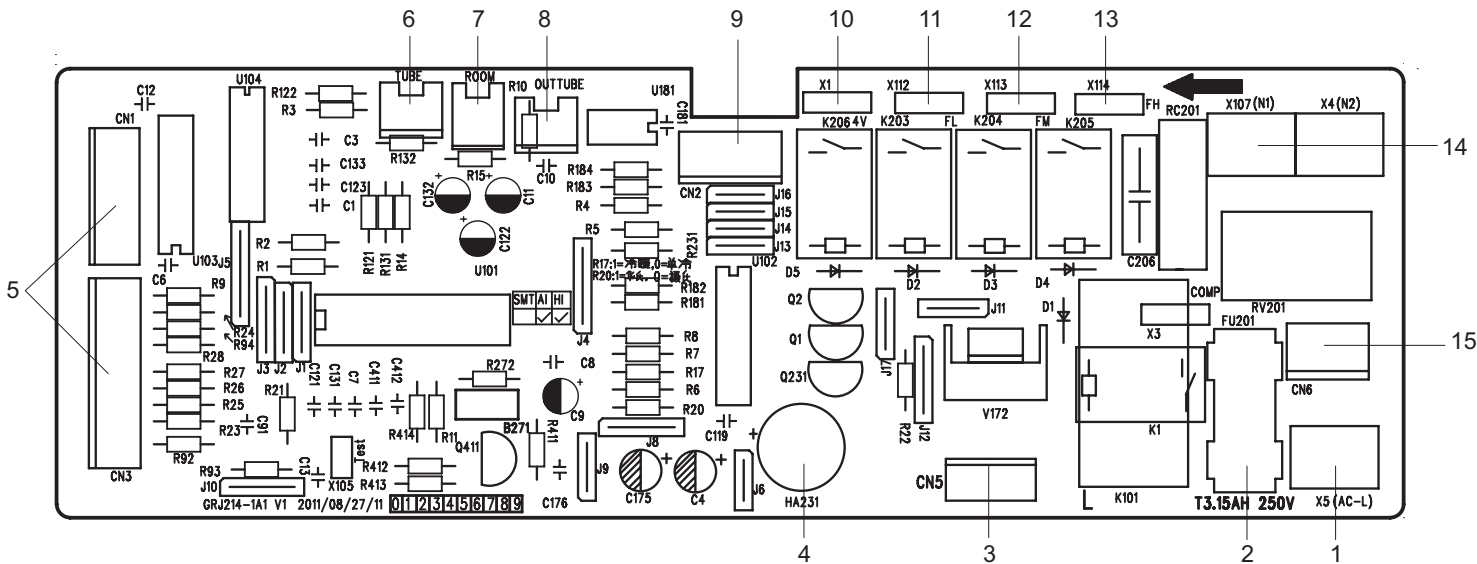 6 7 8 9 10 11 12 13
TUBE ROOM OUTTUBE
R10
U104
C12
CN1
R122
R3
C3
C133
C123
C1
R132
R15
C10
U181
C181
X1 X112 X113 X114
FH
RC201
X107(N1) X4(N2)
14
K206 4V K203 FL K204 FM K205
CN2
R184
R183
R4
R5
R231
J16
J15
J14
J13
U102
C132
C11
C122
U101
R121
R131
R14
R2
R1
U103
J5
C6
R9
R24
R94
R17:1=冷暖,0=单冷
R182
R181
SMT AI HI
J4
D5 D2 D3 D4
D1
C206
COMP
X3
RV201
FU201
15
CN6
5
R28
R27
R26
R25
R23
R92
CN3
J3
J2
J1
R21
C91
C121
C131
C7
C411
C412
R272
R414
R11
B271
Q411
R411
C8
C9
R8
R7
R17
R6
R20
C119
Q2
Q1
Q231
J17
J11
R22
J12
V172
K1
K101
R93
J10
C13
X105
Test
R412
R413
C176
J9
J8
C175
C4
J6
HA231
CN5
L
T3.15AH 250V
X5(AC-L)
GRJ214-1A1 V1 2011/08/27/11 0 1 2 3 4 5 6 7 8 9
4 3 2 1